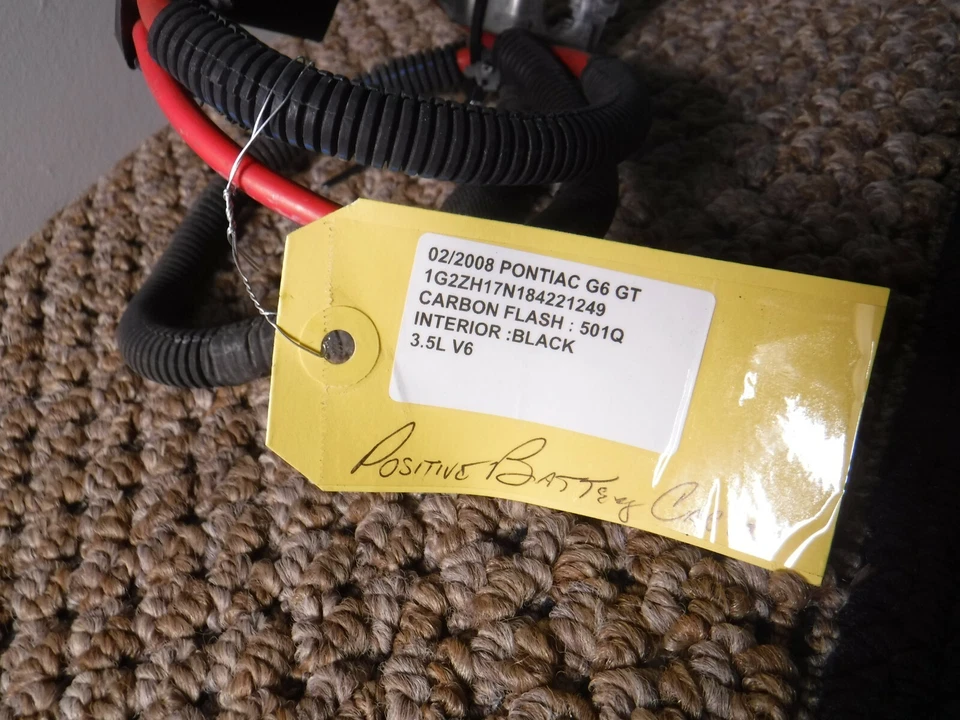 02/2008 PONTIAC G6 GT
1G2ZH17N184221249
CARBON FLASH : 501Q
INTERIOR :BLACK
3.5L V6
POSITIVE BATTERY